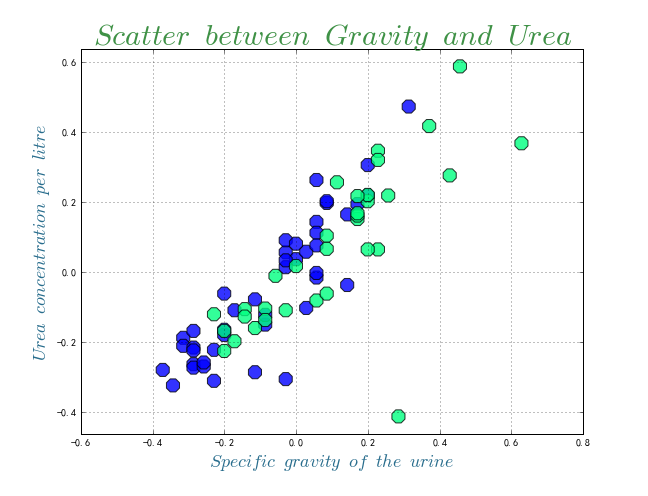 Scatter between Gravity and Urea
Urea concentration per litre
0.6
0.4
0.2
0.0
−0.2
−0.4
−0.6 −0.4 −0.2 0.0 0.2 0.4 0.6 0.8
Specific gravity of the urine